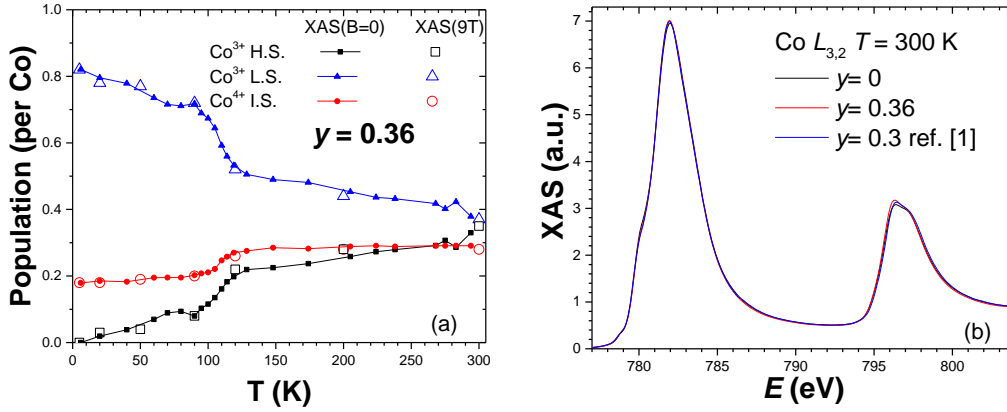 XAS(B=0) XAS(9T)
Co3+ H.S.
Co3+ L.S.
Co4+ I.S.
y = 0.36
(a)
Population (per Co)
1.0
0.8
0.6
0.4
0.2
0.0
0 50 100 150 200 250 300
T (K)
Co L3,2 T = 300 K
y= 0
y= 0.36
y= 0.3 ref. [1]
(b)
XAS (a.u.)
7
6
5
4
3
2
1
0
780 785 790 795 800
E (eV)